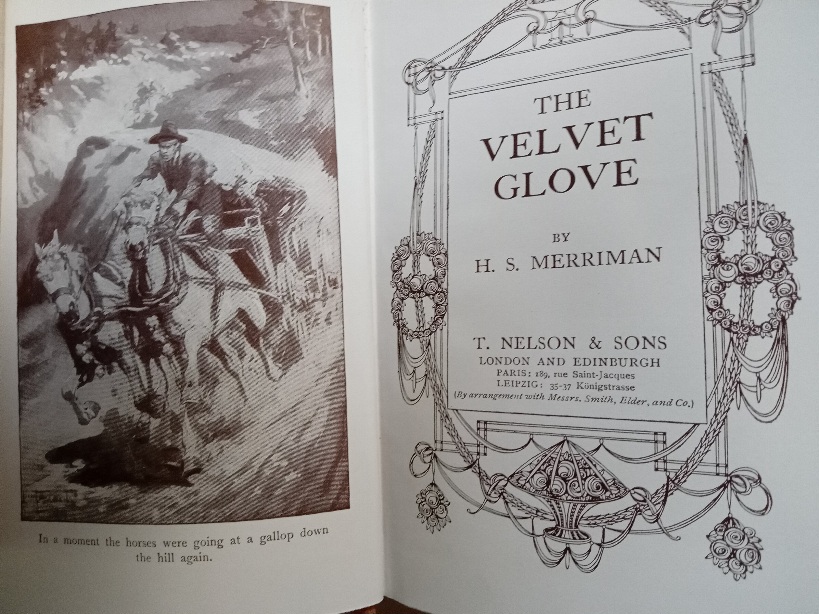 In a moment the horses were going at a gallop down
the hill again.
THE
VELVET
GLOVE
BY
H. S. MERRIMAN
T. NELSON & SONS
LONDON AND EDINBURGH
PARIS: 189, rue Saint-Jacques
LEIPZIG: 35-37 Königstrasse
(By arrangement with Messrs. Smith, Elder, and Co.)